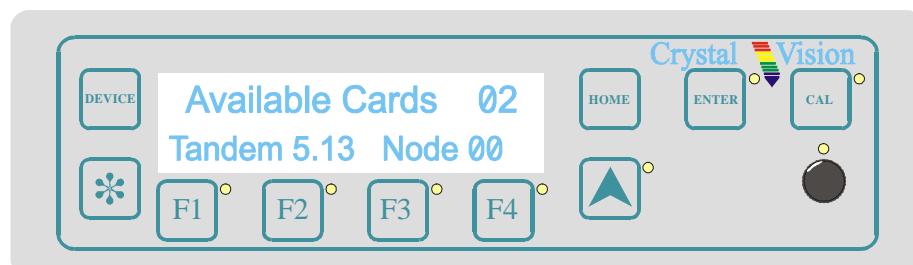 Crystal Vision
DEVICE
Available Cards 02
HOME
ENTER
CAL
Tandem 5.13 Node 00
F1
F2
F3
F4